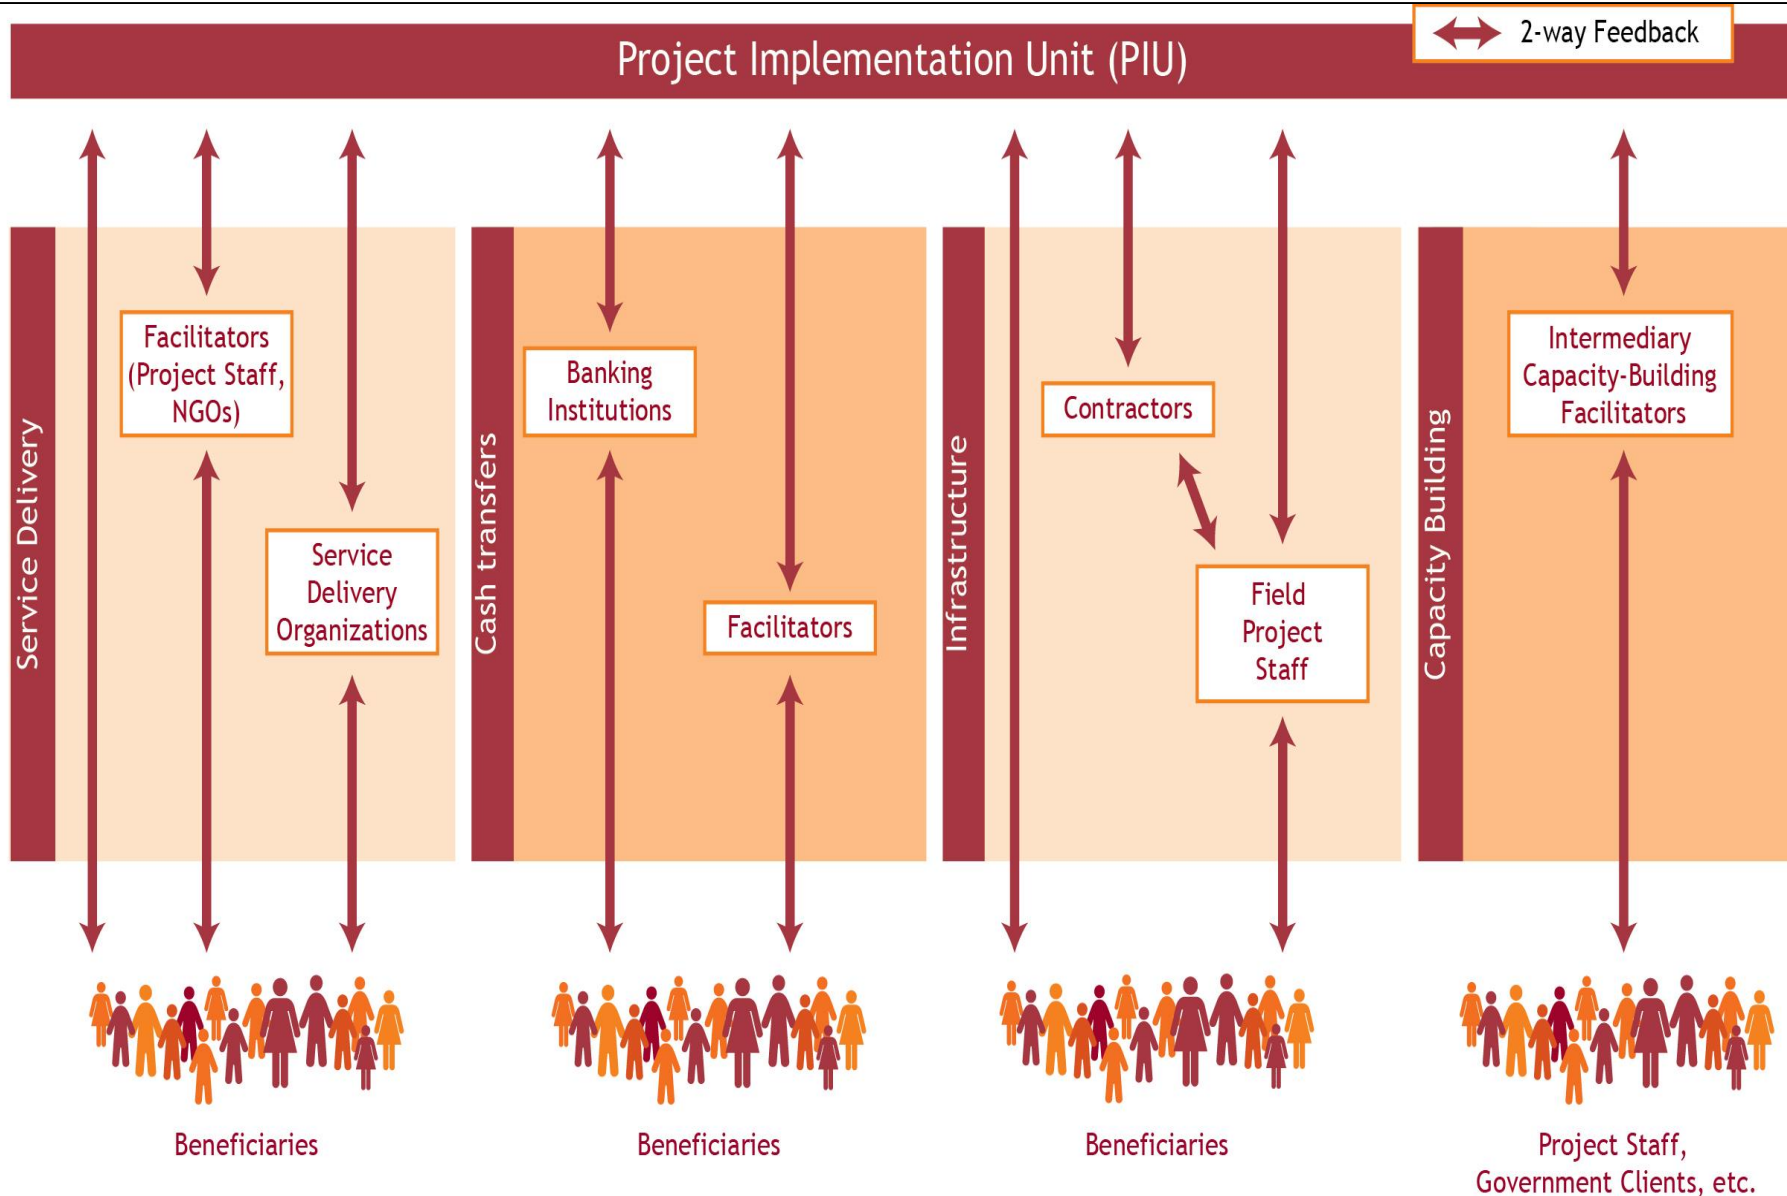 2-way Feedback
Project Implementation Unit (PIU)
Service Delivery
Facilitators
(Project Staff,
NGOs)
Service
Delivery
Organizations
Beneficiaries
Cash transfers
Banking
Institutions
Facilitators
Beneficiaries
Infrastructure
Contractors
Field
Project
Staff
Beneficiaries
Capacity Building
Intermediary
Capacity-Building
Facilitators
Project Staff,
Government Clients, etc.